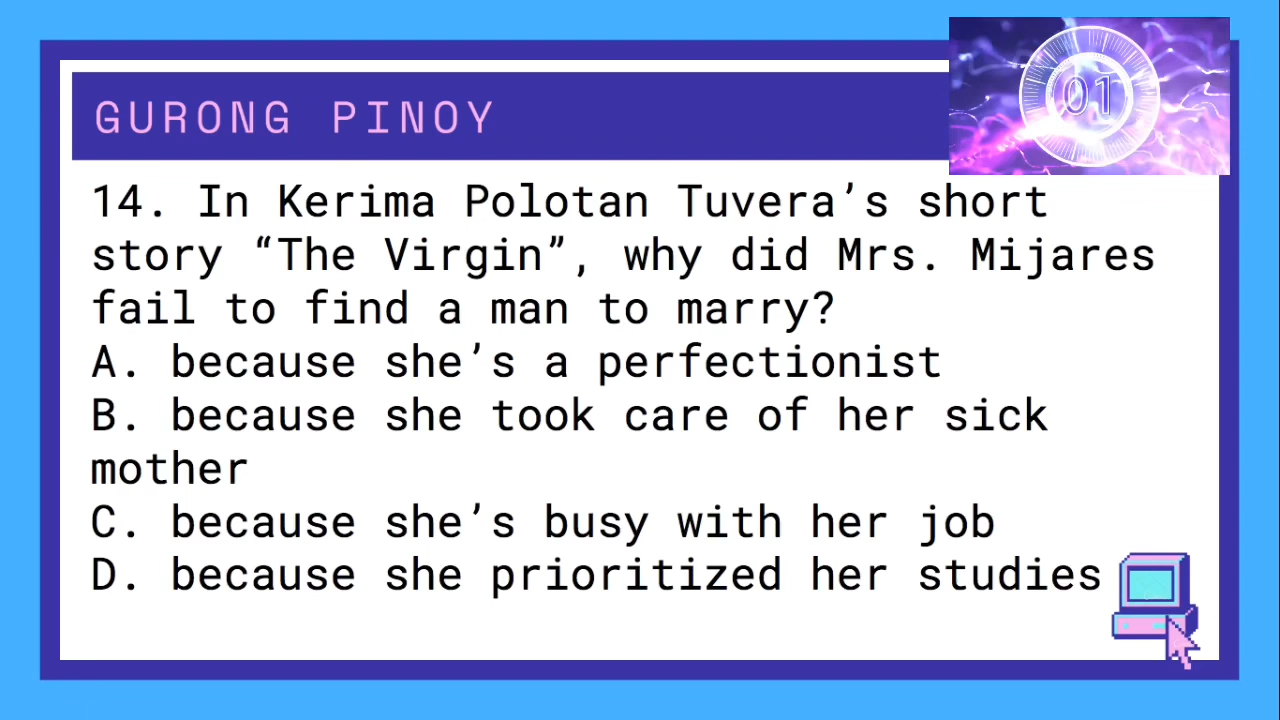 01
GURONG PINOY
14. In Kerima Polotan Tuvera’s short
story “The Virgin”, why did Mrs. Mijares
fail to find a man to marry?
A. because she’s a perfectionist
B. because she took care of her sick
mother
C. because she’s busy with her job
D. because she prioritized her studies